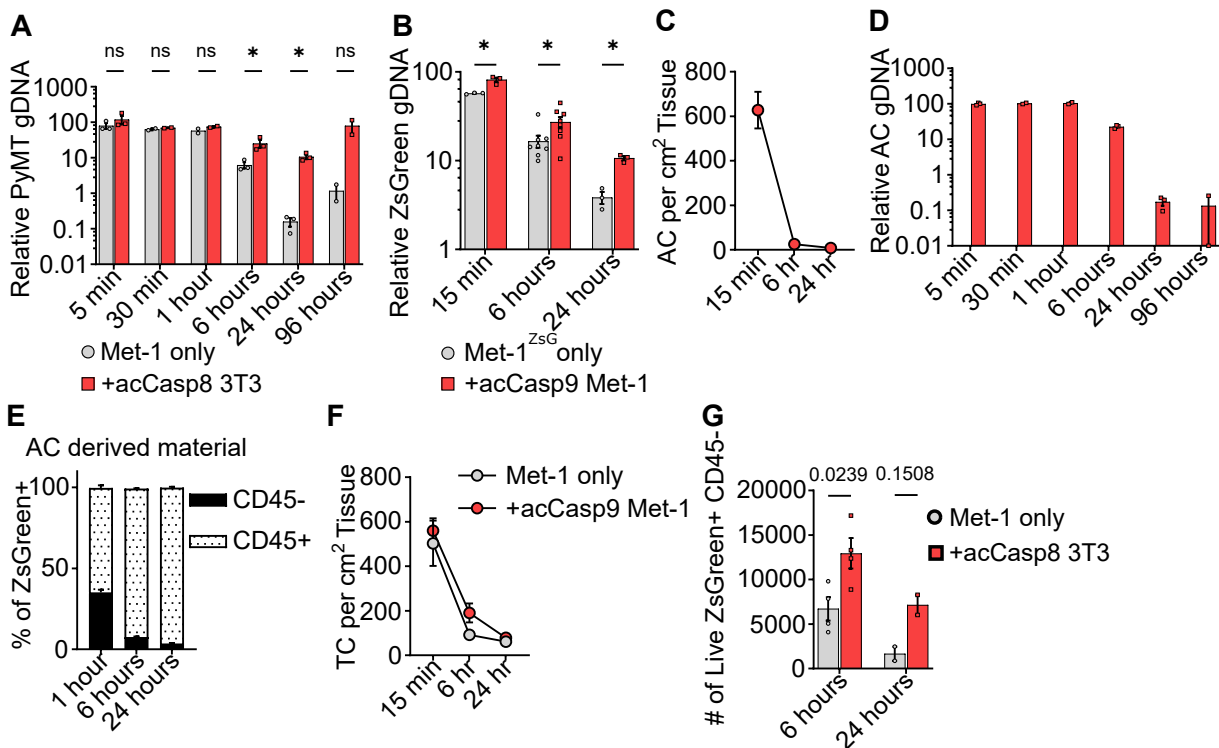 A
ns
ns
ns
*
*
ns
Relative PyMT gDNA
1000
100
10
1
0.1
0.01
5 min
30 min
1 hour
6 hours
24 hours
96 hours
Met-1 only
+acCasp8 3T3
B
*
*
*
Relative ZsGreen gDNA
100
10
1
15 min
6 hours
24 hours
Met-1ZsG only
+acCasp9 Met-1
C
AC per cm2 Tissue
800
600
400
200
0
15 min
6 hr
24 hr
D
Relative AC gDNA
1000
100
10
1
0.1
0.01
5 min
30 min
1 hour
6 hours
24 hours
96 hours
E
AC derived material
% of ZsGreen+
100
50
0
CD45-
CD45+
1 hour
6 hours
24 hours
F
TC per cm2 Tissue
800
600
400
200
0
Met-1 only
+acCasp9 Met-1
15 min
6 hr
24 hr
G
# of Live ZsGreen+ CD45-
0.0239
0.1508
20000
15000
10000
5000
0
Met-1 only
+acCasp8 3T3
6 hours
24 hours